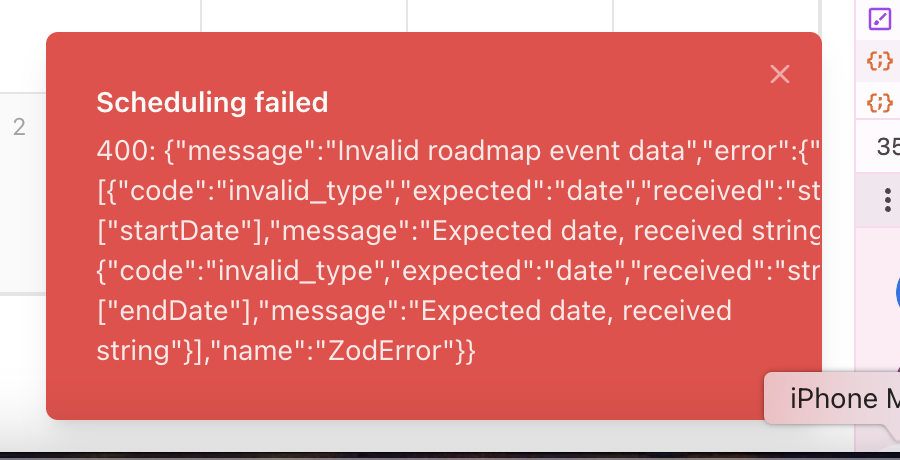 2
Scheduling failed
400: {"message":"Invalid roadmap event data","error":{"
[{"code":"invalid_type","expected":"date","received":"st
["startDate"],"message":"Expected date, received string
{"code":"invalid_type","expected":"date","received":"str
["endDate"],"message":"Expected date, received
string"}],"name":"ZodError"}}
{;}
{;}
35
iPhone M